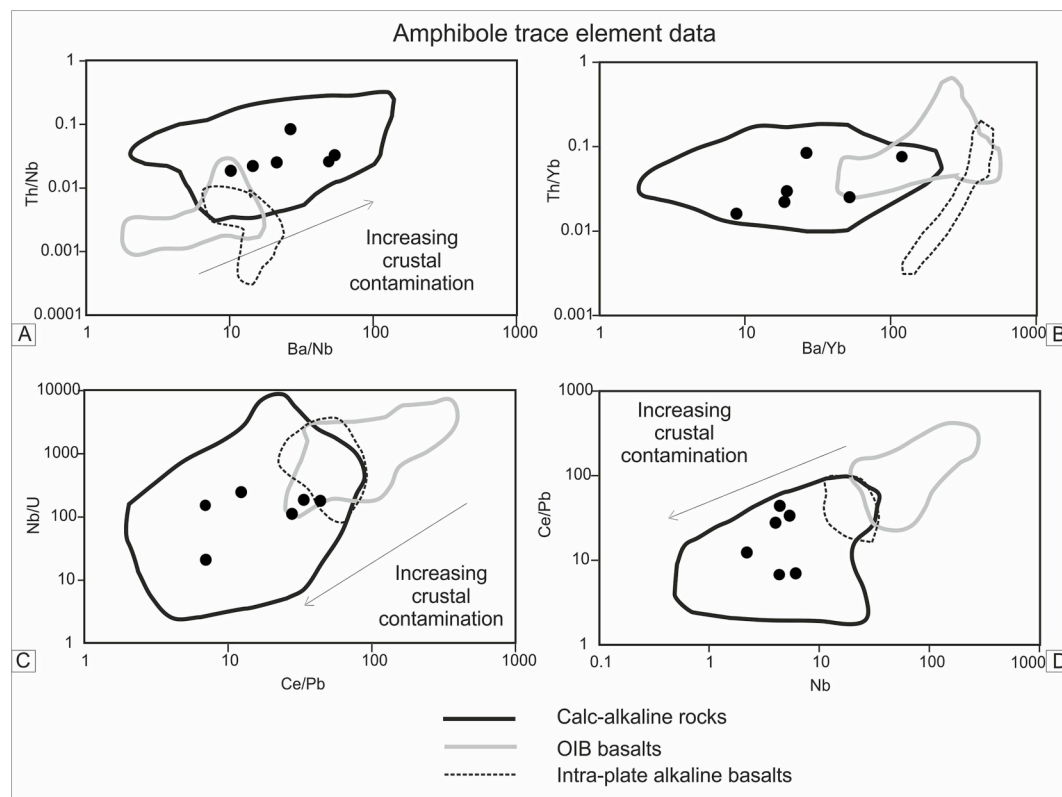 Amphibole trace element data
1
0.1
0.01
0.001
0.0001
Th/Nb
1
10
100
1000
Ba/Nb
Increasing
crustal
contamination
A
1
0.1
0.01
0.001
Th/Yb
1
10
100
1000
Ba/Yb
B
10000
1000
100
10
1
Nb/U
1
10
100
1000
Ce/Pb
Increasing
crustal
contamination
C
1000
100
10
1
Ce/Pb
0.1
1
10
100
1000
Nb
Increasing
crustal
contamination
D
Calc-alkaline rocks
OIB basalts
Intra-plate alkaline basalts